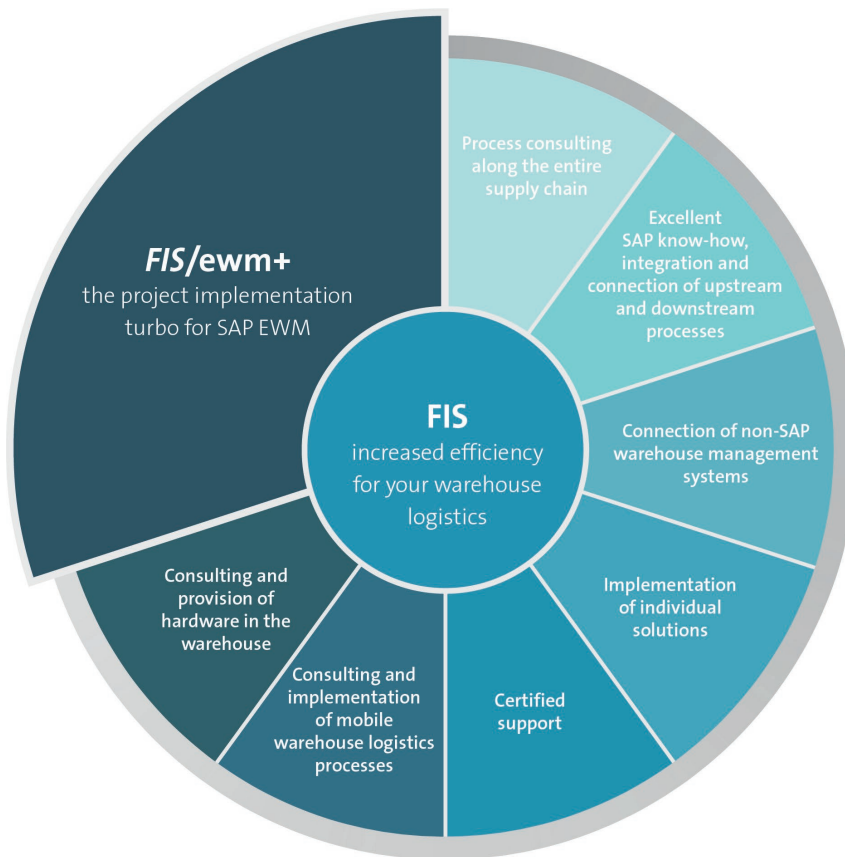 Process consulting
along the entire
supply chain
Excellent
SAP know-how,
integration and
connection of upstream
and downstream
processes
Connection of non-SAP
warehouse management
systems
Implementation
of individual
solutions
Certified
support
Consulting and
implementation
of mobile
warehouse logistics
processes
Consulting and
provision of
hardware in the
warehouse
FIS/ewm+
the project implementation
turbo for SAP EWM
FIS
increased efficiency
for your warehouse
logistics